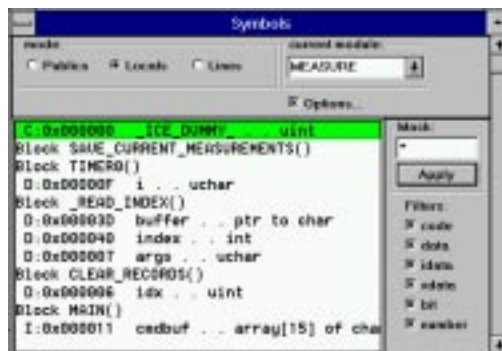 Symbols
mode
Publics Locals Lines
current module:
MEASURE
Options...
C:0x000000 _ICE_DUMMY_ . . uint
Block SAVE_CURRENT_MEASUREMENTS()
Block TIMER0()
D:0x00000F i . . uchar
Block _READ_INDEX()
D:0x00003D buffer . . ptr to char
D:0x000040 index . . int
D:0x000007 args . . uchar
Block CLEAR_RECORDS()
D:0x000006 idx . . uint
Block MAIN()
I:0x000011 cmdbuf . . array[15] of cha
Mask:
*
Apply
Filters:
code
data
idata
xdata
bit
number